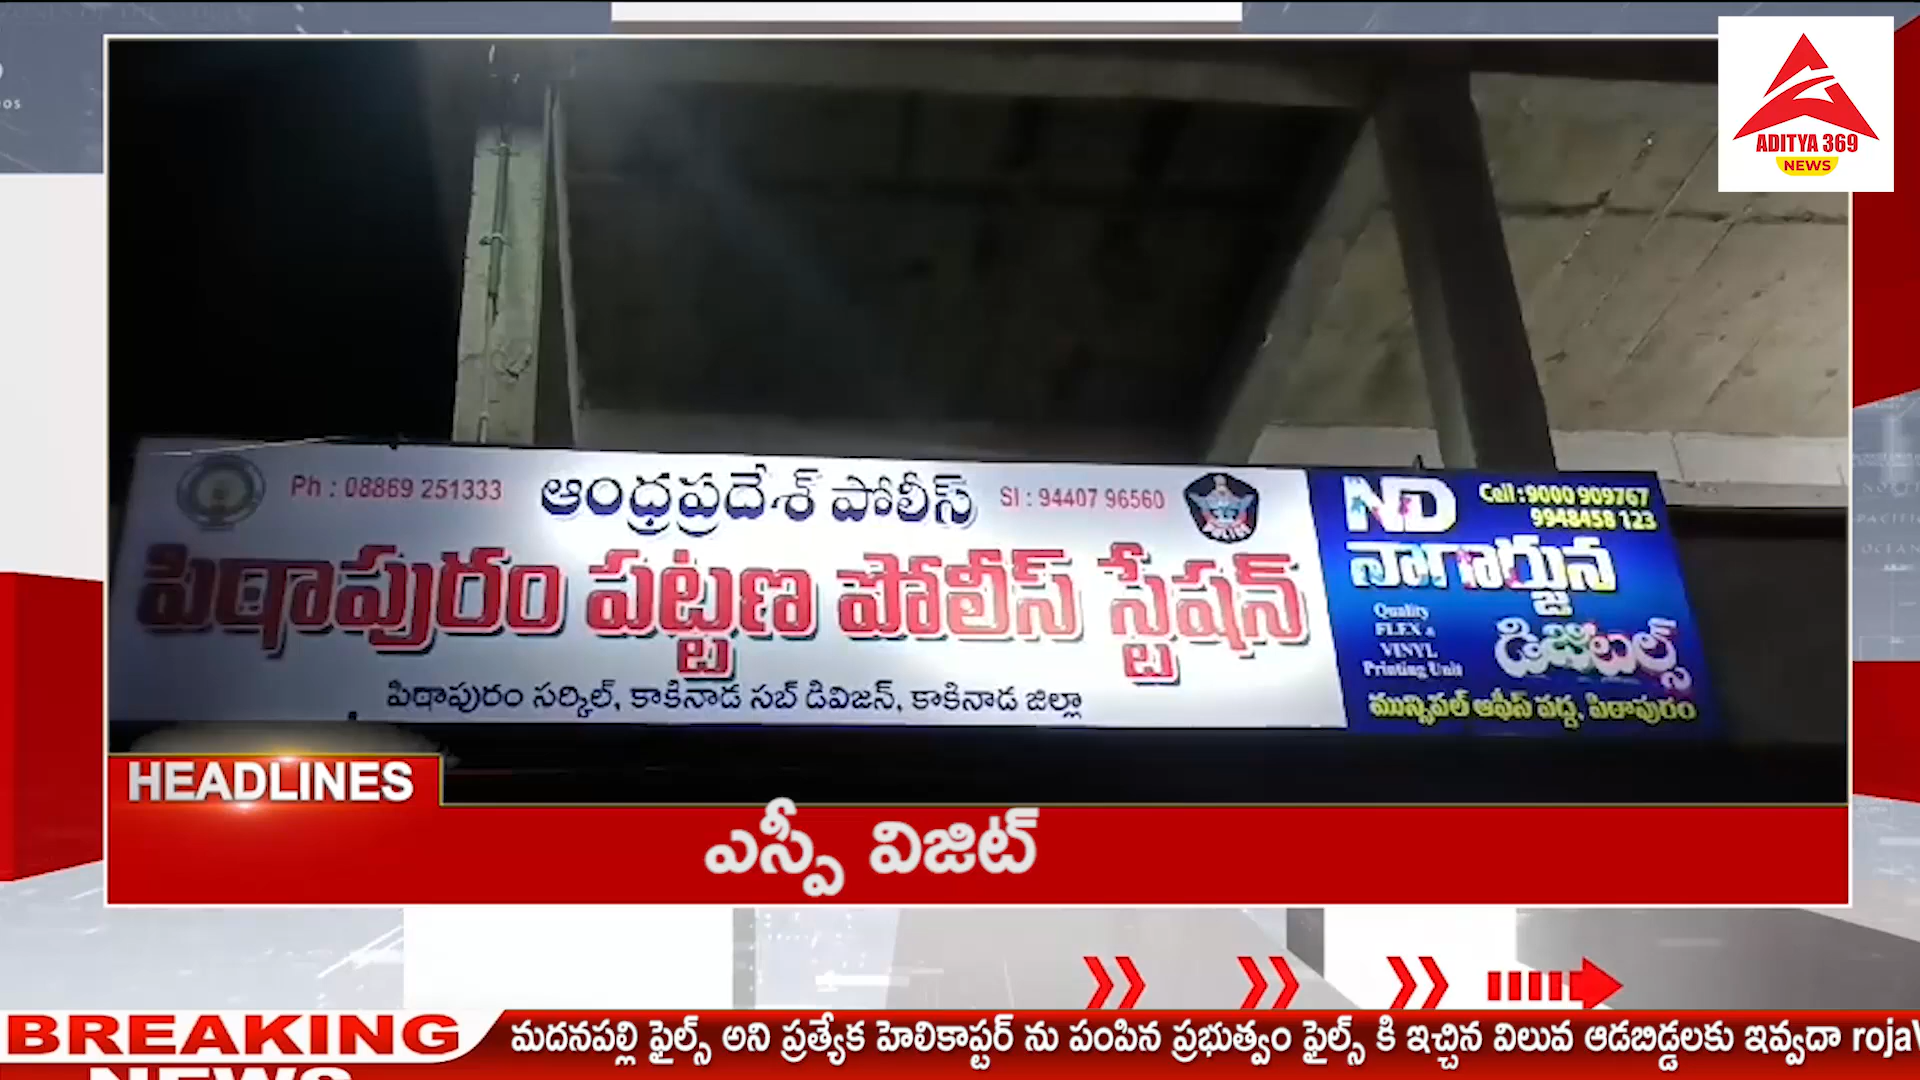 ADITYA 369
NEWS
Ph : 08869 251333
ఆంధ్రప్రదేశ్ పోలీస్
SI : 94407 96560
పిఠాపురం పట్టణ పోలీస్ స్టేషన్
పిఠాపురం సర్కిల్, కాకినాడ సబ్ డివిజన్, కాకినాడ జిల్లా
ND
Cell : 9000 909767
9948458 123
నాగార్జున
Quality
FLEX &
VINYL
Printing Unit
డిజిటల్స్
మున్సిపల్ ఆఫీస్ వద్ద, పిఠాపురం
HEADLINES
ఎస్పీ విజిట్
BREAKING
NEWS
మదనపల్లి ఫైల్స్ అని ప్రత్యేక హెలికాప్టర్ ను పంపిన ప్రభుత్వం ఫైల్స్ కి ఇచ్చిన విలువ ఆడబిడ్డలకు ఇవ్వదా roja